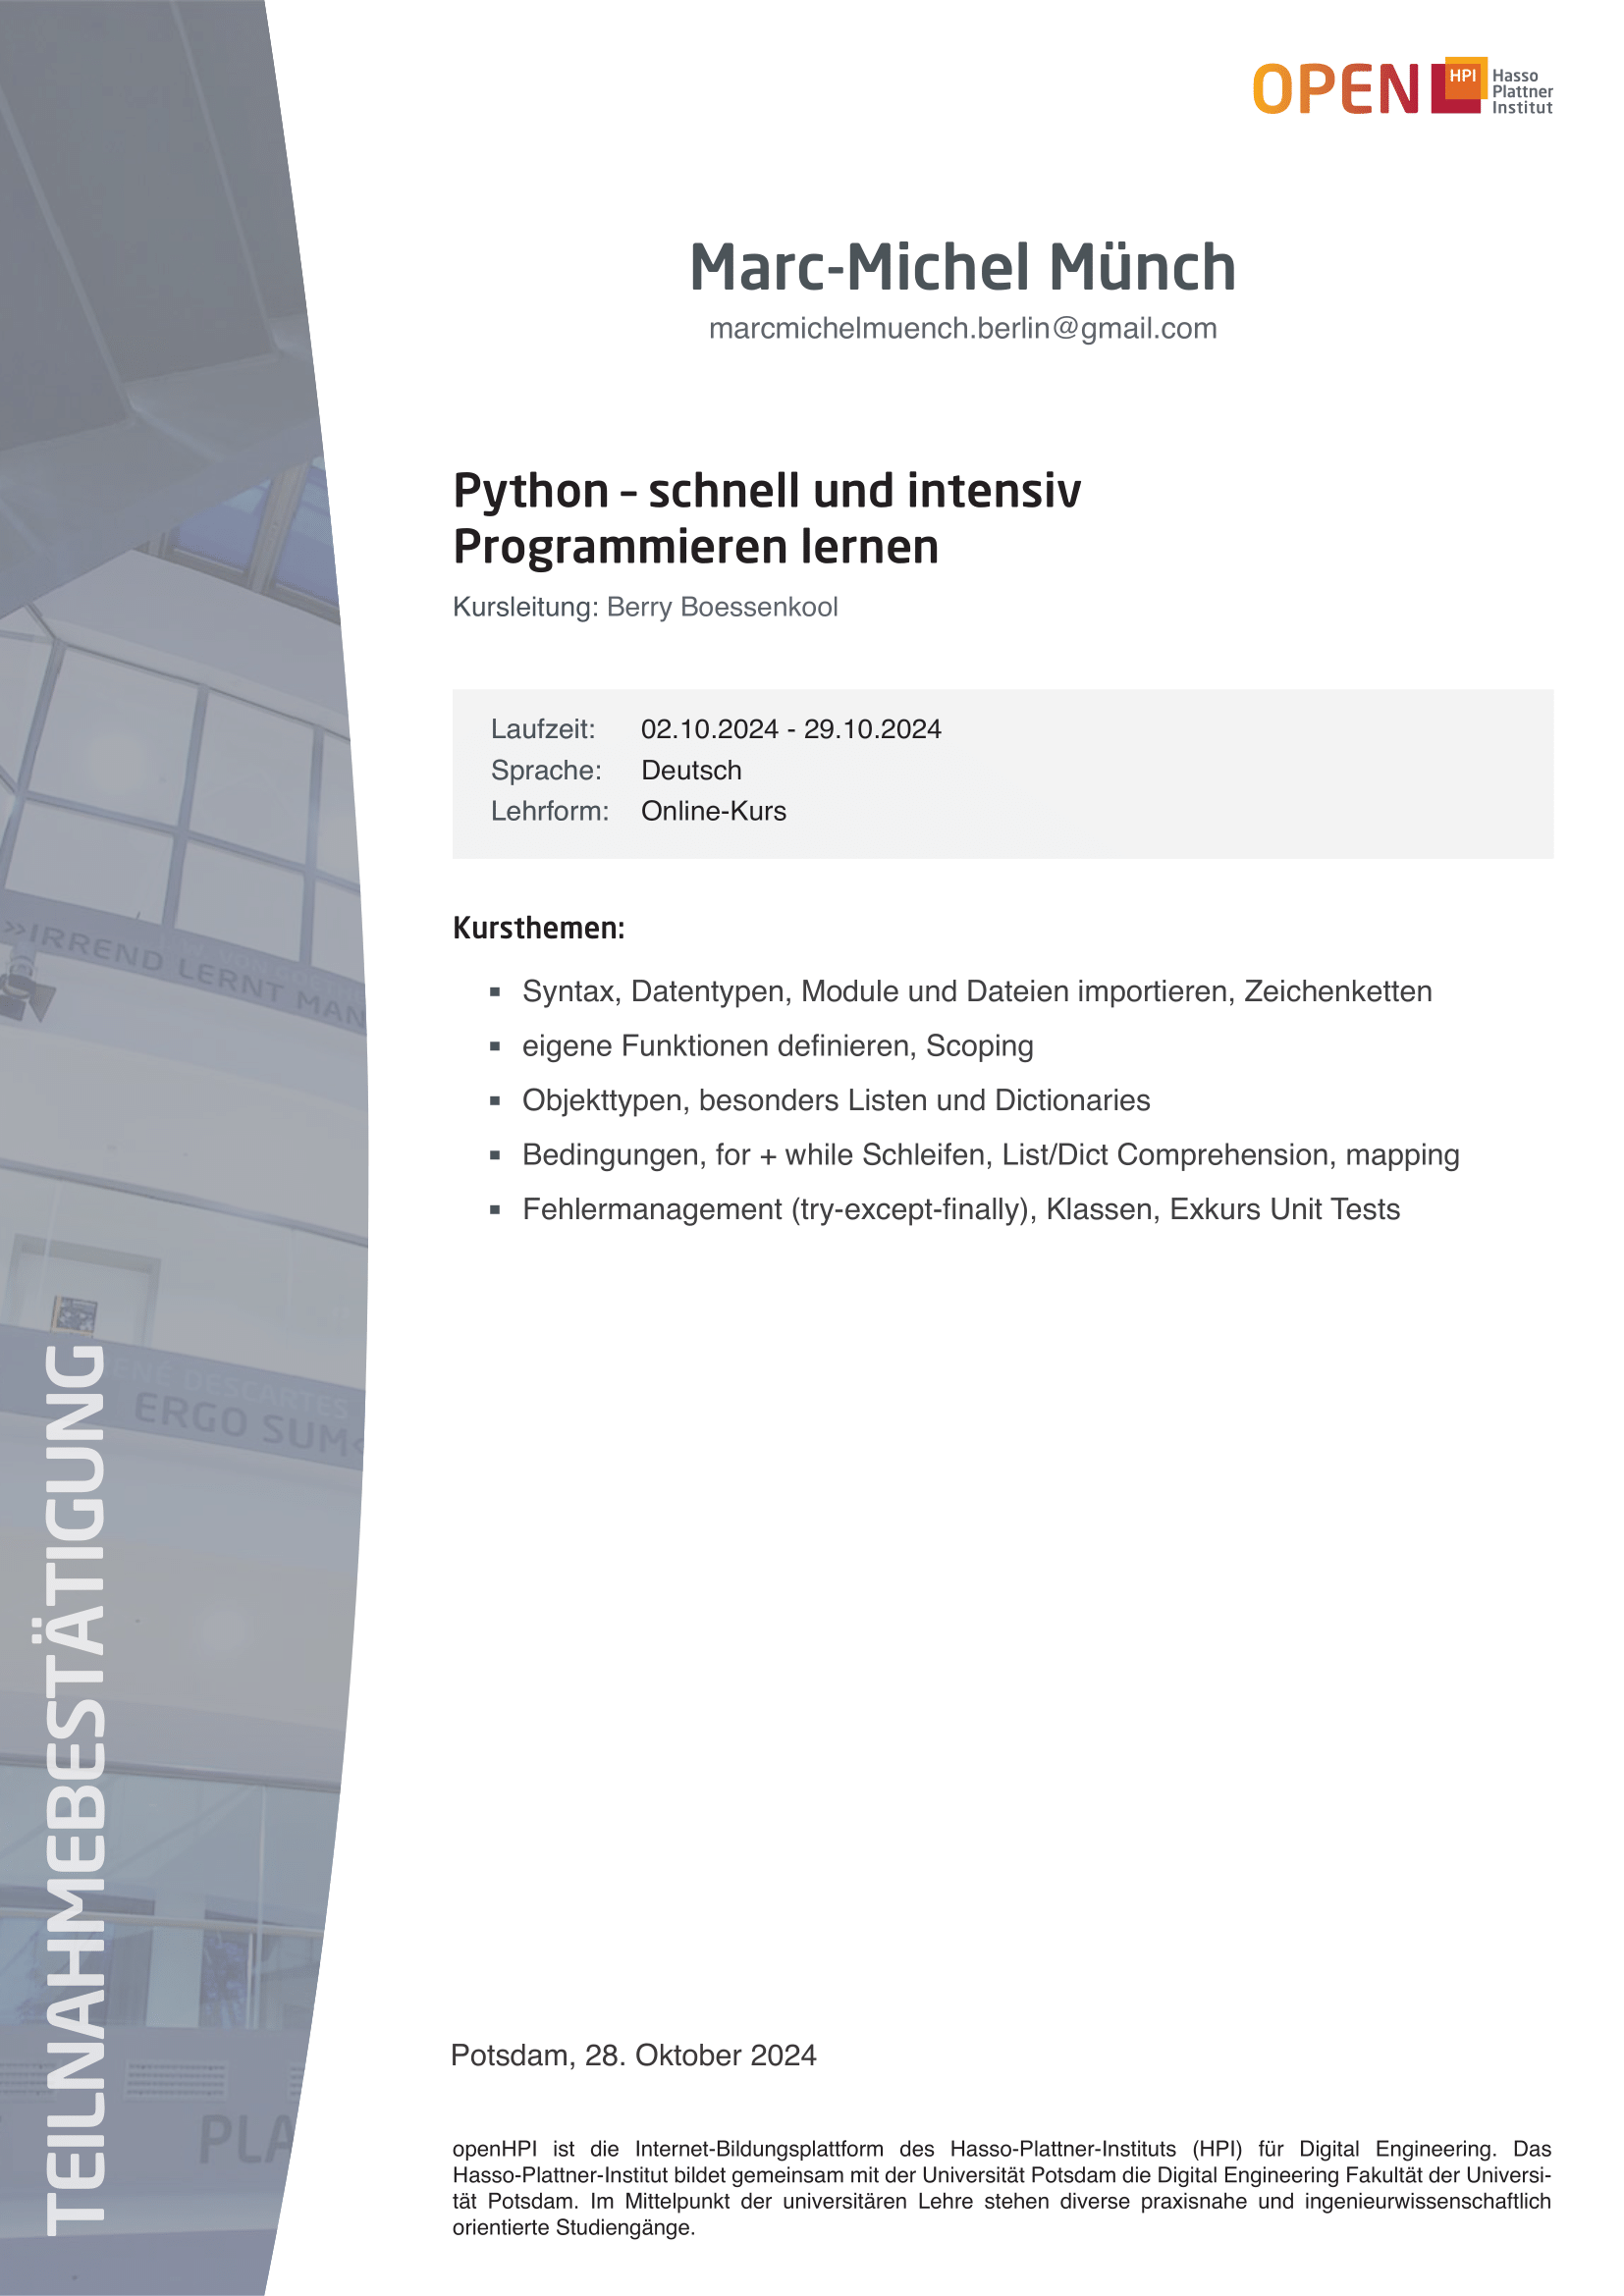 OPEN HPI Hasso
Plattner
Institut
Marc-Michel Münch
marcmichelmuench.berlin@gmail.com
Python – schnell und intensiv
Programmieren lernen
Kursleitung: Berry Boessenkool
Laufzeit: 02.10.2024 - 29.10.2024
Sprache: Deutsch
Lehrform: Online-Kurs
Kursthemen:
▪ Syntax, Datentypen, Module und Dateien importieren, Zeichenketten
▪ eigene Funktionen definieren, Scoping
▪ Objekttypen, besonders Listen und Dictionaries
▪ Bedingungen, for + while Schleifen, List/Dict Comprehension, mapping
▪ Fehlermanagement (try-except-finally), Klassen, Exkurs Unit Tests
»IRREND LERNT MAN
ENÉ DESCARTES
ERGO SUM«
TEILNAHMEBESTÄTIGUNG
PLA
Potsdam, 28. Oktober 2024
openHPI ist die Internet-Bildungsplattform des Hasso-Plattner-Instituts (HPI) für Digital Engineering. Das
Hasso-Plattner-Institut bildet gemeinsam mit der Universität Potsdam die Digital Engineering Fakultät der Universi-
tät Potsdam. Im Mittelpunkt der universitären Lehre stehen diverse praxisnahe und ingenieurwissenschaftlich
orientierte Studiengänge.